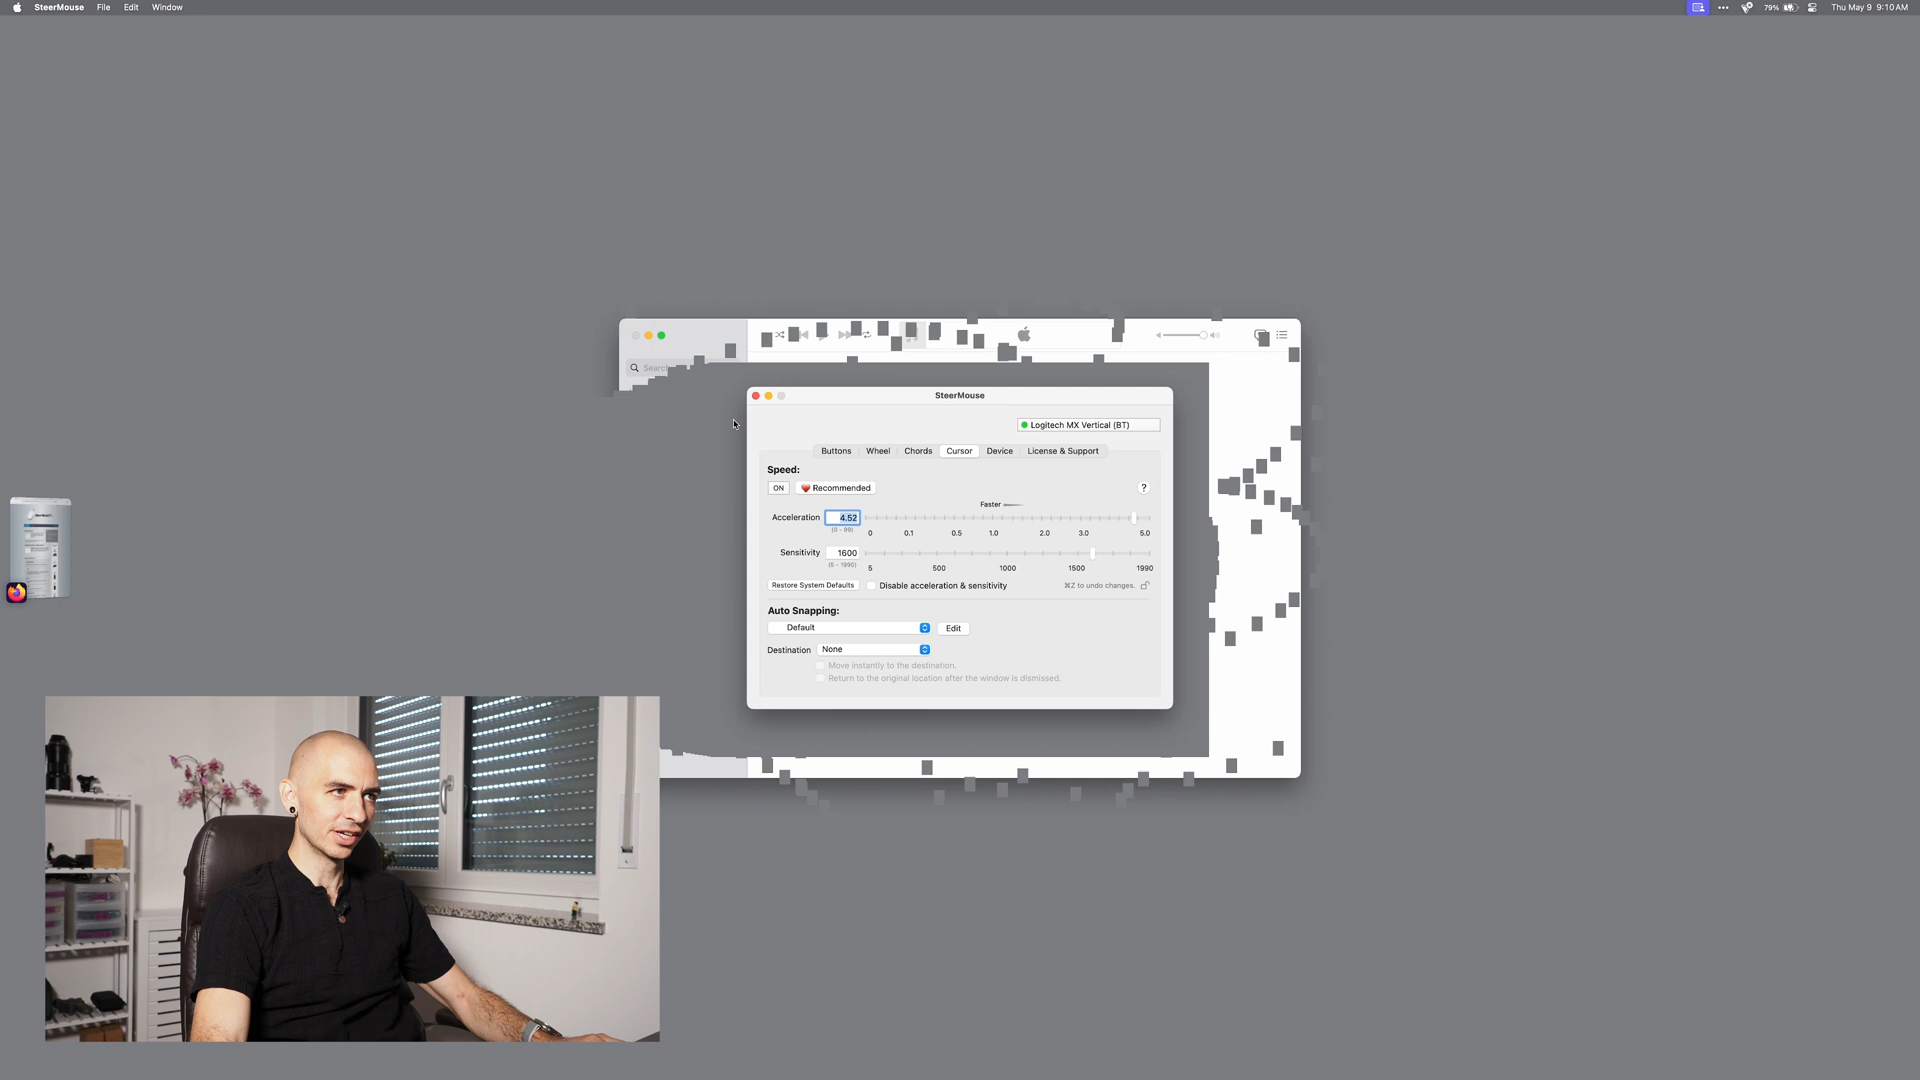 SteerMouse File Edit Window
79% Thu May 9 9:10 AM
Search
SteerMouse
Logitech MX Vertical (BT)
Buttons Wheel Chords Cursor Device License & Support
Speed:
ON Recommended ?
Faster
Acceleration 4.52
(0 - 99) 0 0.1 0.5 1.0 2.0 3.0 5.0
Sensitivity 1600
(5 - 1990) 5 500 1000 1500 1990
Restore System Defaults Disable acceleration & sensitivity ⌘Z to undo changes.
Auto Snapping:
Default Edit
Destination None
Move instantly to the destination.
Return to the original location after the window is dismissed.